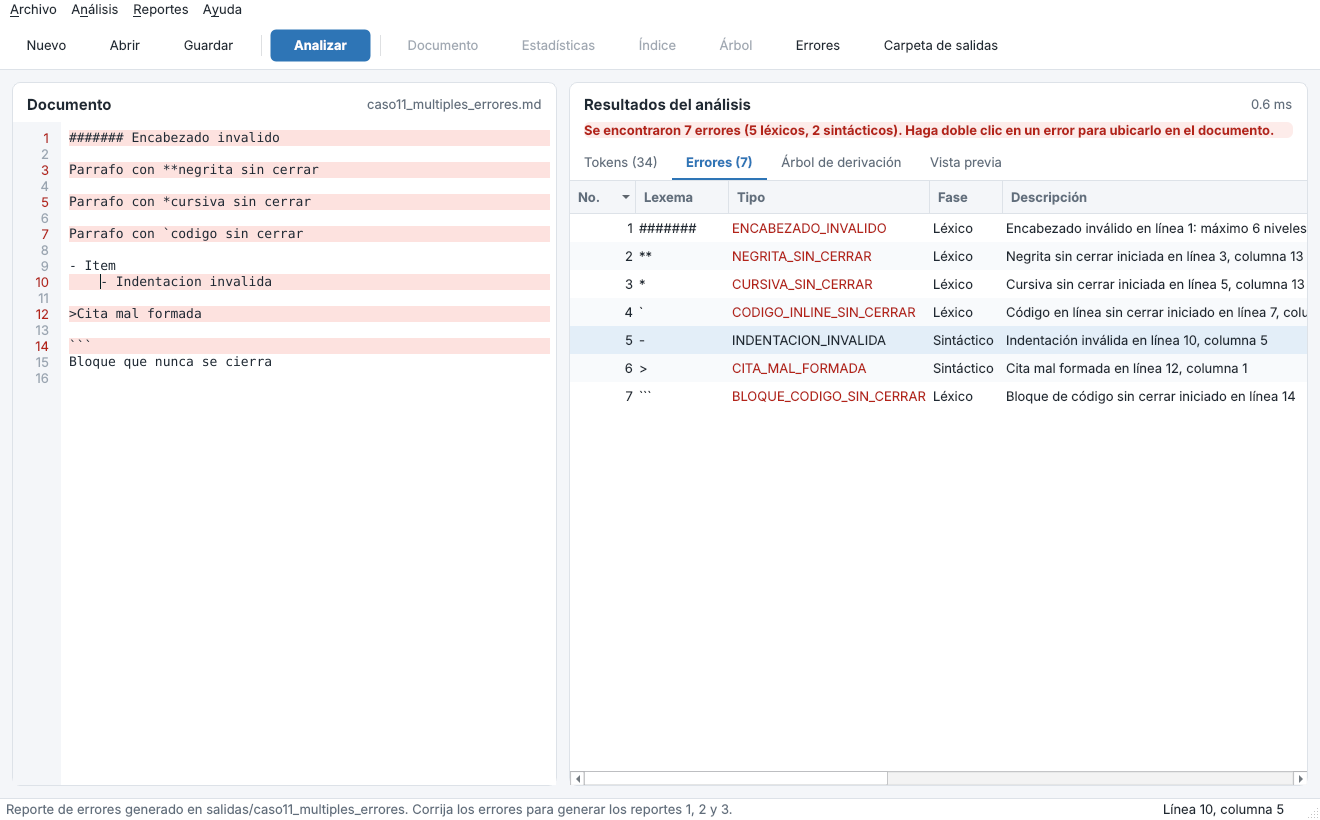 Archivo Análisis Reportes Ayuda
Nuevo Abrir Guardar Analizar Documento Estadísticas Índice Árbol Errores Carpeta de salidas
Documento caso11_multiples_errores.md
1 ####### Encabezado invalido
2
3 Parrafo con **negrita sin cerrar
4
5 Parrafo con *cursiva sin cerrar
6
7 Parrafo con `codigo sin cerrar
8
9 - Item
10     - Indentacion invalida
11
12 >Cita mal formada
13
14 ```
15 Bloque que nunca se cierra
16
Resultados del análisis 0.6 ms
Se encontraron 7 errores (5 léxicos, 2 sintácticos). Haga doble clic en un error para ubicarlo en el documento.
Tokens (34) Errores (7) Árbol de derivación Vista previa
No. Lexema Tipo Fase Descripción
1 ####### ENCABEZADO_INVALIDO Léxico Encabezado inválido en línea 1: máximo 6 niveles
2 ** NEGRITA_SIN_CERRAR Léxico Negrita sin cerrar iniciada en línea 3, columna 13
3 * CURSIVA_SIN_CERRAR Léxico Cursiva sin cerrar iniciada en línea 5, columna 13
4 ` CODIGO_INLINE_SIN_CERRAR Léxico Código en línea sin cerrar iniciado en línea 7, colu
5 - INDENTACION_INVALIDA Sintáctico Indentación inválida en línea 10, columna 5
6 > CITA_MAL_FORMADA Sintáctico Cita mal formada en línea 12, columna 1
7 ``` BLOQUE_CODIGO_SIN_CERRAR Léxico Bloque de código sin cerrar iniciado en línea 14
Reporte de errores generado en salidas/caso11_multiples_errores. Corrija los errores para generar los reportes 1, 2 y 3. Línea 10, columna 5